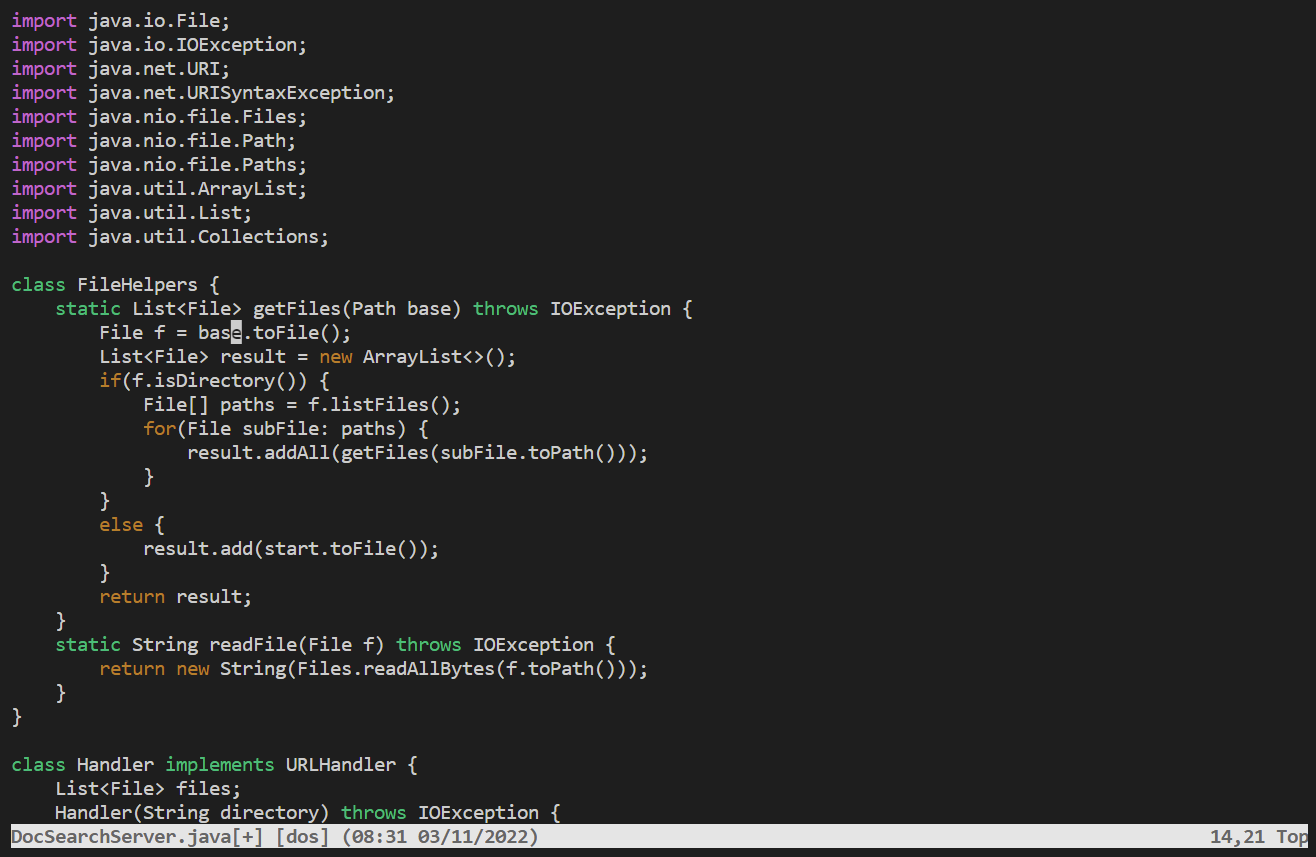 import java.io.File;
import java.io.IOException;
import java.net.URI;
import java.net.URISyntaxException;
import java.nio.file.Files;
import java.nio.file.Path;
import java.nio.file.Paths;
import java.util.ArrayList;
import java.util.List;
import java.util.Collections;

class FileHelpers {
    static List<File> getFiles(Path base) throws IOException {
        File f = base.toFile();
        List<File> result = new ArrayList<>();
        if(f.isDirectory()) {
            File[] paths = f.listFiles();
            for(File subFile: paths) {
                result.addAll(getFiles(subFile.toPath()));
            }
        }
        else {
            result.add(start.toFile());
        }
        return result;
    }
    static String readFile(File f) throws IOException {
        return new String(Files.readAllBytes(f.toPath()));
    }
}

class Handler implements URLHandler {
    List<File> files;
    Handler(String directory) throws IOException {
DocSearchServer.java[+] [dos] (08:31 03/11/2022) 14,21 Top